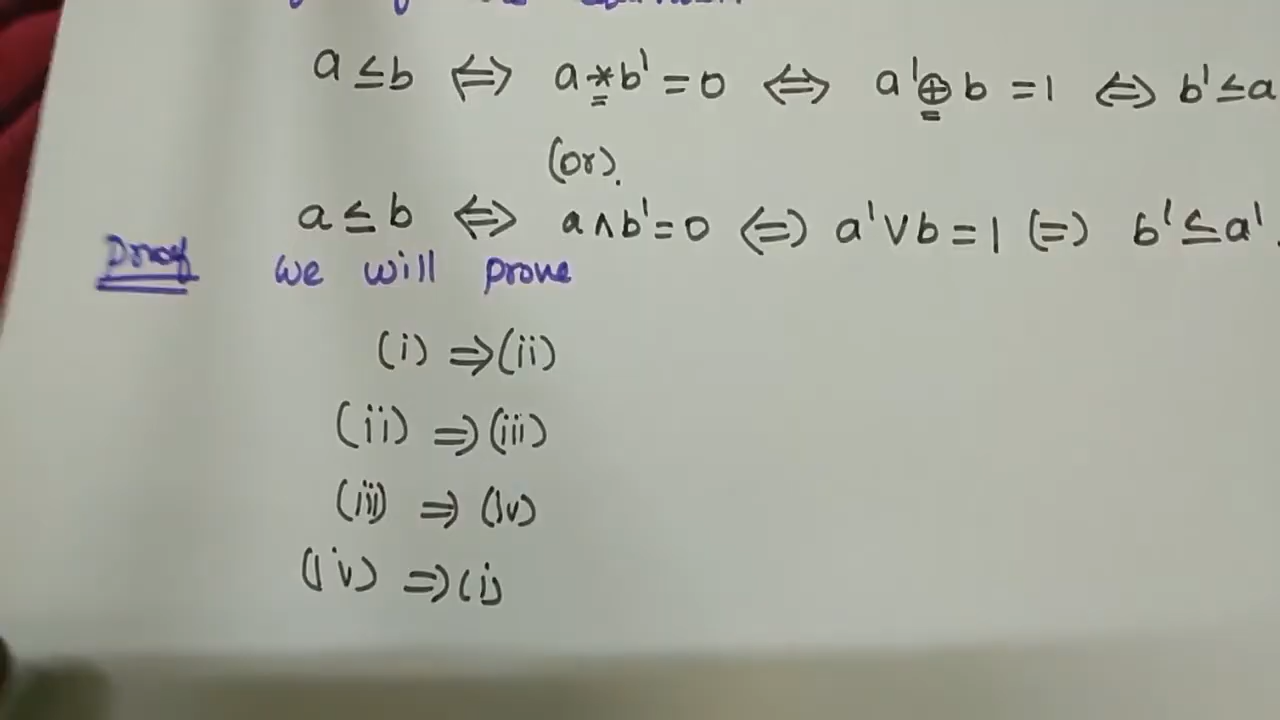 a ≤ b ⇔ a * b' = 0 ⇔ a' ⊕ b = 1 ⇔ b' ≤ a
(or).
a ≤ b ⇔ a ∧ b' = 0 ⇔ a' ∨ b = 1 (=) b' ≤ a'.
Proof we will prove
(i) ⇒ (ii)
(ii) ⇒ (iii)
(iii) ⇒ (iv)
(iv) ⇒ (i)